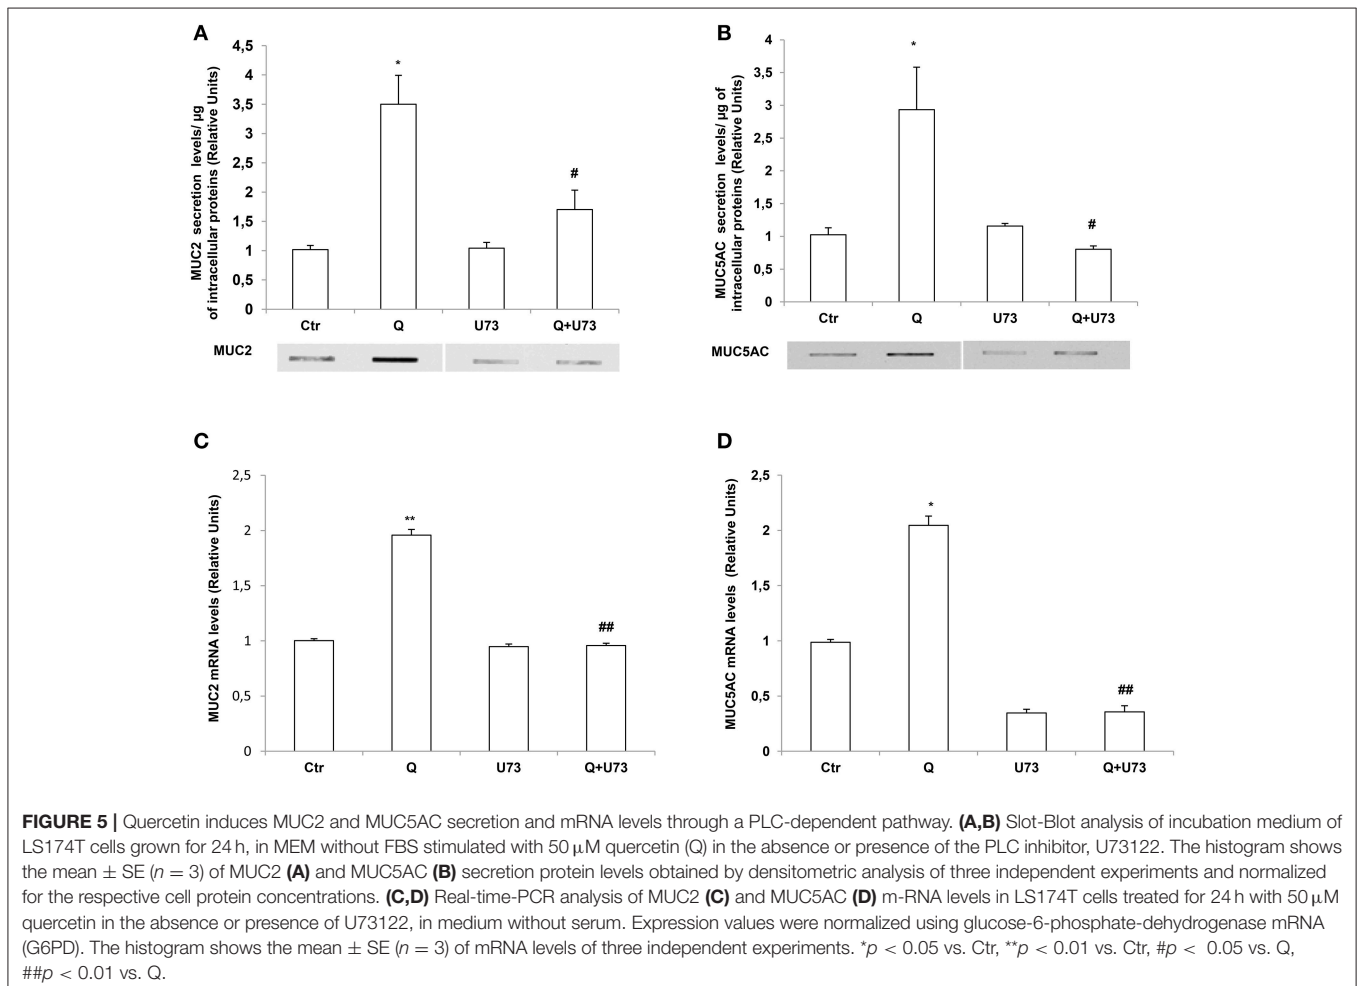 A
MUC2 secretion levels/ µg
of intracellular proteins (Relative Units)
4,5
4
3,5
3
2,5
2
1,5
1
0,5
0
*
#
Ctr Q U73 Q+U73
MUC2
B
MUC5AC secretion levels/ µg of
intracellular proteins (Relative Units)
4
3,5
3
2,5
2
1,5
1
0,5
0
*
#
Ctr Q U73 Q+U73
MUC5AC
C
MUC2 mRNA levels (Relative Units)
2,5
2
1,5
1
0,5
0
**
##
Ctr Q U73 Q+U73
D
MUC5AC mRNA levels (Relative Units)
2,5
2
1,5
1
0,5
0
*
##
Ctr Q U73 Q+U73
FIGURE 5 | Quercetin induces MUC2 and MUC5AC secretion and mRNA levels through a PLC-dependent pathway. (A,B) Slot-Blot analysis of incubation medium of
LS174T cells grown for 24 h, in MEM without FBS stimulated with 50 µM quercetin (Q) in the absence or presence of the PLC inhibitor, U73122. The histogram shows
the mean ± SE (n = 3) of MUC2 (A) and MUC5AC (B) secretion protein levels obtained by densitometric analysis of three independent experiments and normalized
for the respective cell protein concentrations. (C,D) Real-time-PCR analysis of MUC2 (C) and MUC5AC (D) m-RNA levels in LS174T cells treated for 24 h with 50 µM
quercetin in the absence or presence of U73122, in medium without serum. Expression values were normalized using glucose-6-phosphate-dehydrogenase mRNA
(G6PD). The histogram shows the mean ± SE (n = 3) of mRNA levels of three independent experiments. *p < 0.05 vs. Ctr, **p < 0.01 vs. Ctr, #p < 0.05 vs. Q,
##p < 0.01 vs. Q.